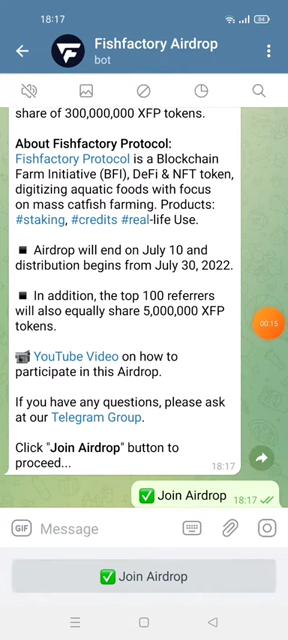 18:17
84
Fishfactory Airdrop
bot
share of 300,000,000 XFP tokens.
About Fishfactory Protocol:
Fishfactory Protocol is a Blockchain
Farm Initiative (BFI), DeFi & NFT token,
digitizing aquatic foods with focus
on mass catfish farming. Products:
#staking, #credits #real-life Use.
▪️ Airdrop will end on July 10 and
distribution begins from July 30, 2022.
▪️ In addition, the top 100 referrers
will also equally share 5,000,000 XFP
tokens.
00:15
📹 YouTube Video on how to
participate in this Airdrop.
If you have any questions, please ask
at our Telegram Group.
Click "Join Airdrop" button to
proceed...
18:17
✅ Join Airdrop 18:17
GIF Message
✅ Join Airdrop